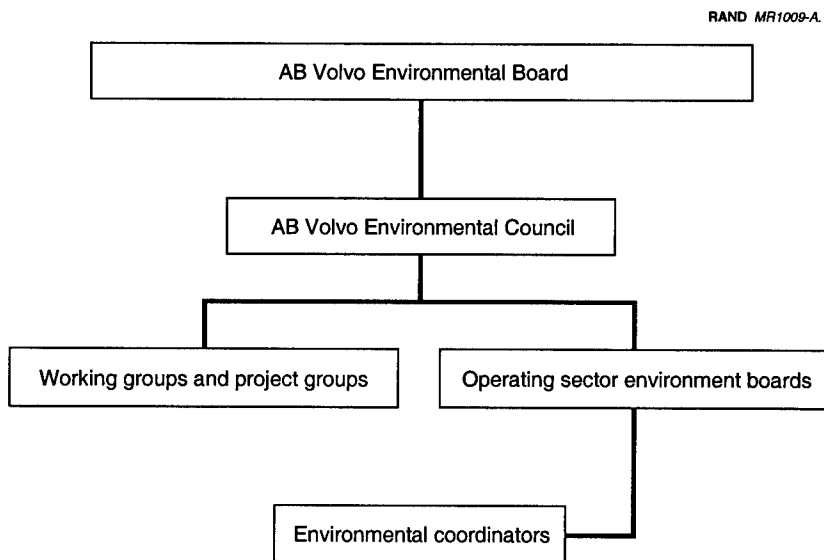 RAND MR1009-A.
AB Volvo Environmental Board
AB Volvo Environmental Council
Working groups and project groups
Operating sector environment boards
Environmental coordinators